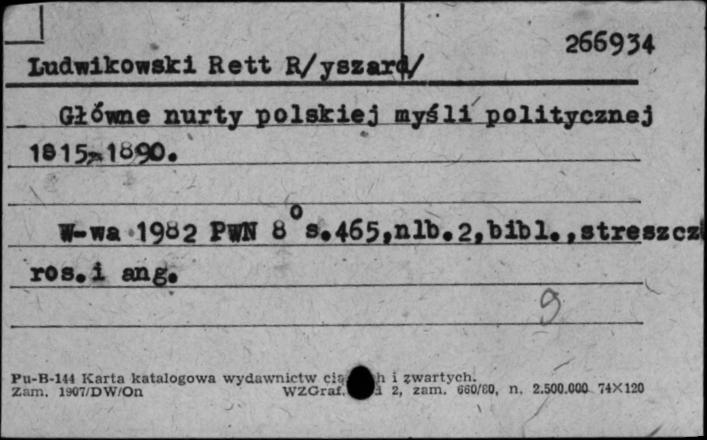 266934
Ludwikowski Rett R/yszard/
Główne nurty polskiej myśli politycznej
1815-1890.
W-wa 1982 PWN 8° s.465,nlb.2,bibl.,streszcz
ros.i ang.
9
Pu-B-144 Karta katalogowa wydawnictw i zwartych.
Zam. 1907/DW/On WZGraf. 2, zam. 660/80, n. 2.500.000 74×120